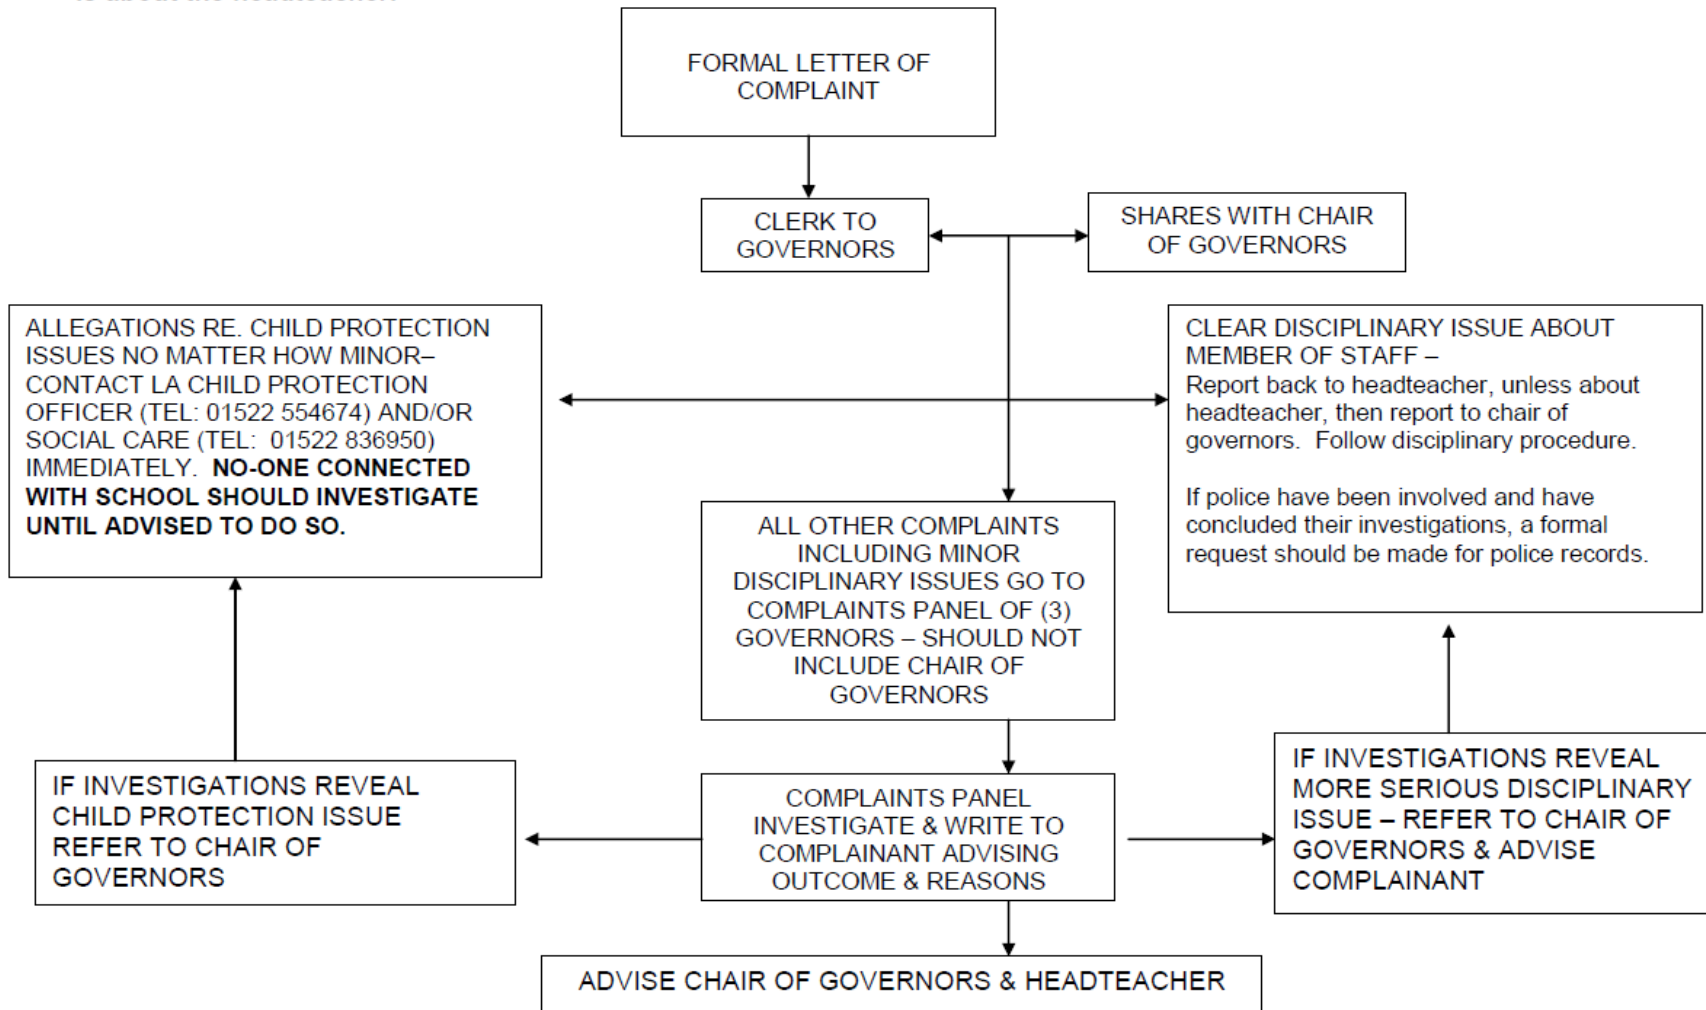 FORMAL LETTER OF
COMPLAINT
CLERK TO
GOVERNORS
SHARES WITH CHAIR
OF GOVERNORS
ALLEGATIONS RE. CHILD PROTECTION
ISSUES NO MATTER HOW MINOR–
CONTACT LA CHILD PROTECTION
OFFICER (TEL: 01522 554674) AND/OR
SOCIAL CARE (TEL:  01522 836950)
IMMEDIATELY.  NO-ONE CONNECTED
WITH SCHOOL SHOULD INVESTIGATE
UNTIL ADVISED TO DO SO.
CLEAR DISCIPLINARY ISSUE ABOUT
MEMBER OF STAFF –
Report back to headteacher, unless about
headteacher, then report to chair of
governors.  Follow disciplinary procedure.
If police have been involved and have
concluded their investigations, a formal
request should be made for police records.
ALL OTHER COMPLAINTS
INCLUDING MINOR
DISCIPLINARY ISSUES GO TO
COMPLAINTS PANEL OF (3)
GOVERNORS – SHOULD NOT
INCLUDE CHAIR OF
GOVERNORS
IF INVESTIGATIONS REVEAL
CHILD PROTECTION ISSUE
REFER TO CHAIR OF
GOVERNORS
COMPLAINTS PANEL
INVESTIGATE & WRITE TO
COMPLAINANT ADVISING
OUTCOME & REASONS
IF INVESTIGATIONS REVEAL
MORE SERIOUS DISCIPLINARY
ISSUE – REFER TO CHAIR OF
GOVERNORS & ADVISE
COMPLAINANT
ADVISE CHAIR OF GOVERNORS & HEADTEACHER